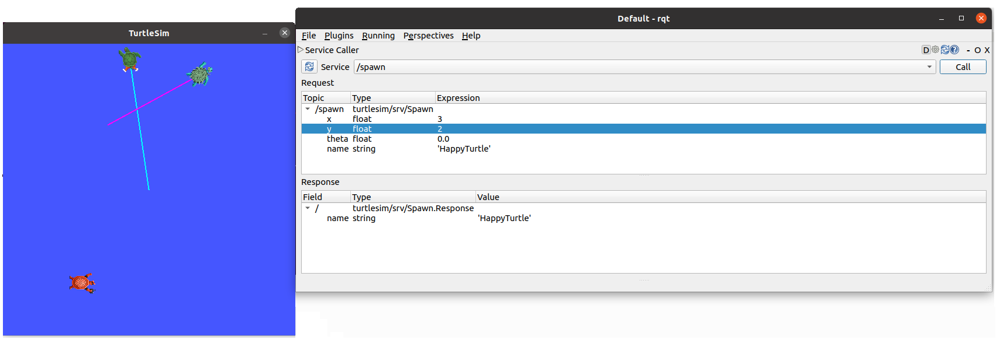 TurtleSim
Default - rqt
File Plugins Running Perspectives Help
Service Caller D - O X
Service /spawn Call
Request
Topic Type Expression
/spawn turtlesim/srv/Spawn
x float 3
y float 2
theta float 0.0
name string 'HappyTurtle'
Response
Field Type Value
/ turtlesim/srv/Spawn.Response
name string 'HappyTurtle'